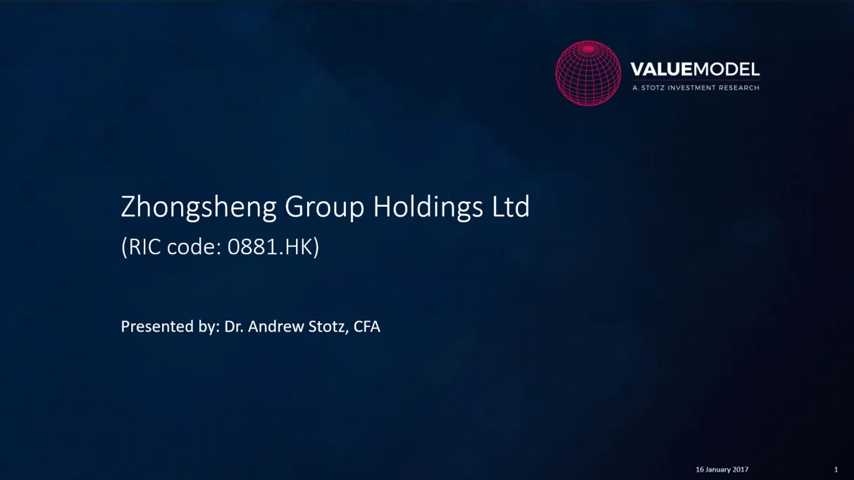 VALUEMODEL
A. STOTZ INVESTMENT RESEARCH
Zhongsheng Group Holdings Ltd
(RIC code: 0881.HK)
Presented by: Dr. Andrew Stotz, CFA
16 January 2017
1